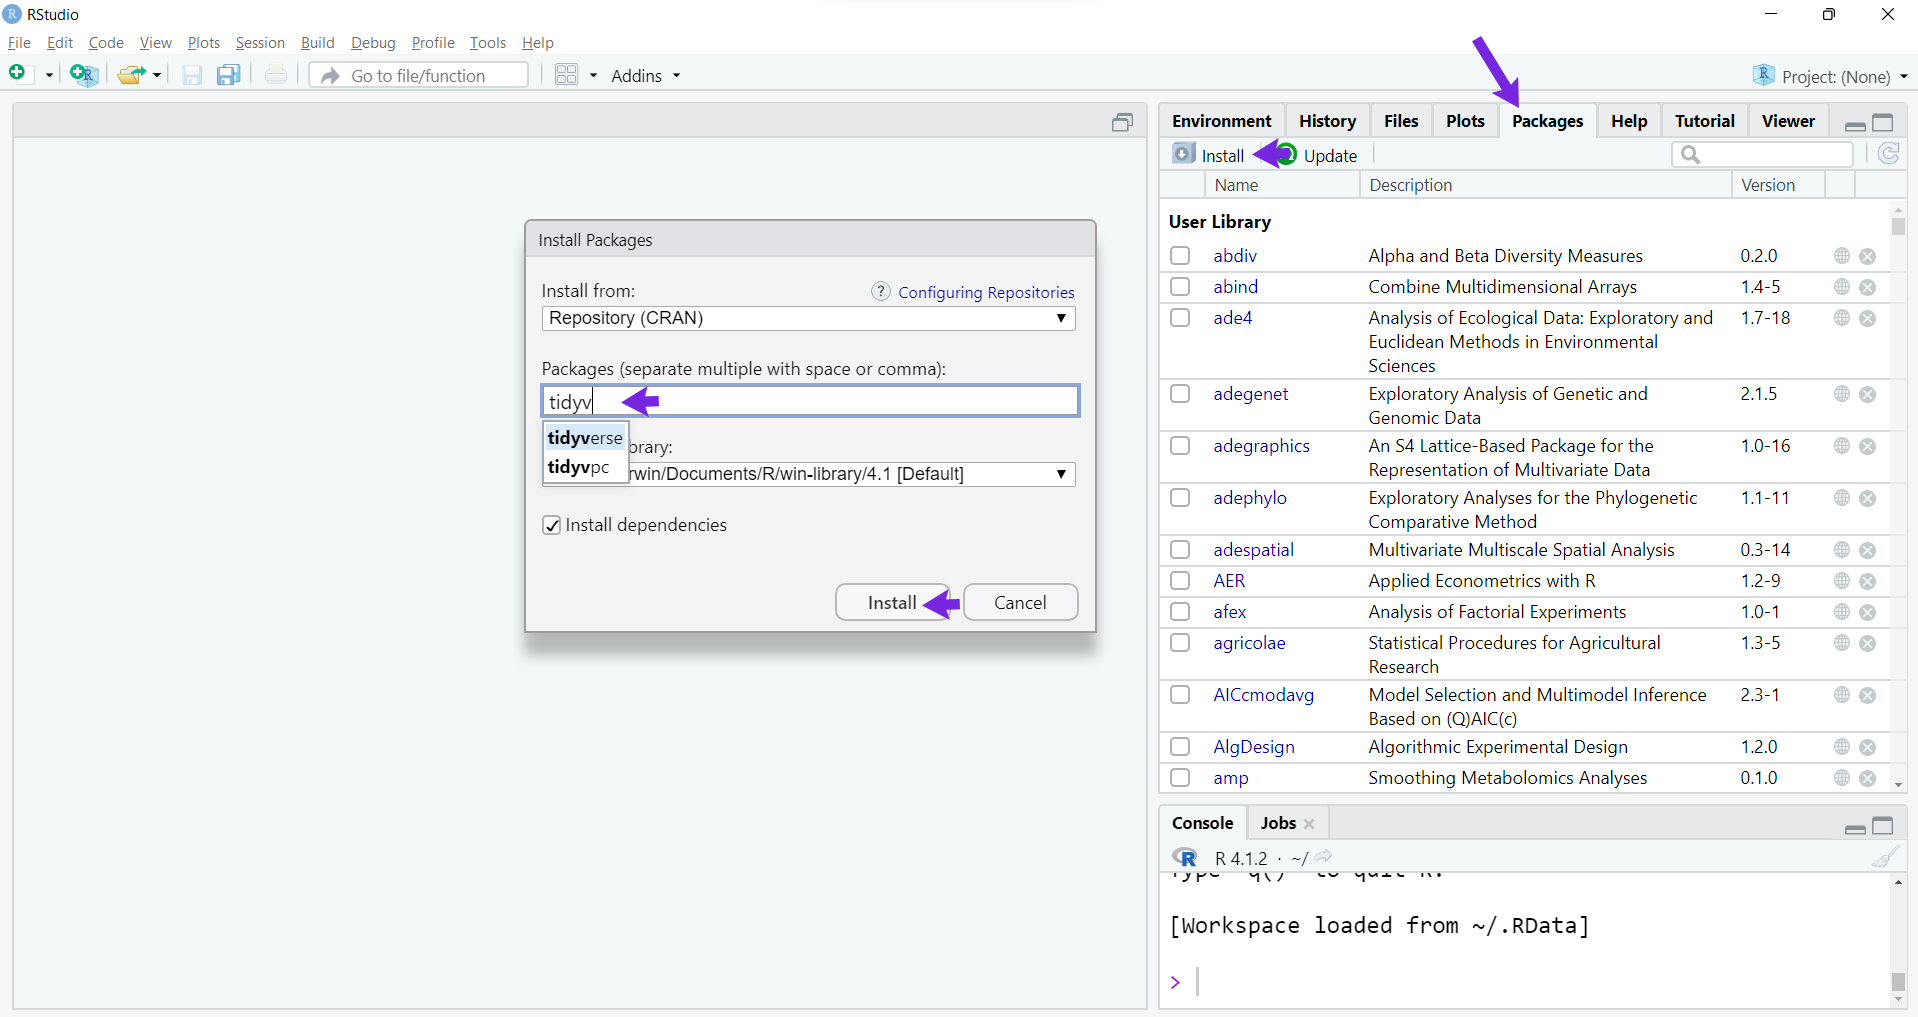 RStudio
File Edit Code View Plots Session Build Debug Profile Tools Help
Go to file/function Addins Project: (None)
Install Packages
Install from: Configuring Repositories
Repository (CRAN)
Packages (separate multiple with space or comma):
tidyv
tidyverse brary:
tidyvpc rwin/Documents/R/win-library/4.1 [Default]
Install dependencies
Install Cancel
Environment History Files Plots Packages Help Tutorial Viewer
Install Update
Name Description Version
User Library
abdiv Alpha and Beta Diversity Measures 0.2.0
abind Combine Multidimensional Arrays 1.4-5
ade4 Analysis of Ecological Data: Exploratory and 1.7-18
Euclidean Methods in Environmental
Sciences
adegenet Exploratory Analysis of Genetic and 2.1.5
Genomic Data
adegraphics An S4 Lattice-Based Package for the 1.0-16
Representation of Multivariate Data
adephylo Exploratory Analyses for the Phylogenetic 1.1-11
Comparative Method
adespatial Multivariate Multiscale Spatial Analysis 0.3-14
AER Applied Econometrics with R 1.2-9
afex Analysis of Factorial Experiments 1.0-1
agricolae Statistical Procedures for Agricultural 1.3-5
Research
AICcmodavg Model Selection and Multimodel Inference 2.3-1
Based on (Q)AIC(c)
AlgDesign Algorithmic Experimental Design 1.2.0
amp Smoothing Metabolomics Analyses 0.1.0
Console Jobs
R 4.1.2 · ~/
Type 'q()' to quit R.
[Workspace loaded from ~/.RData]
>